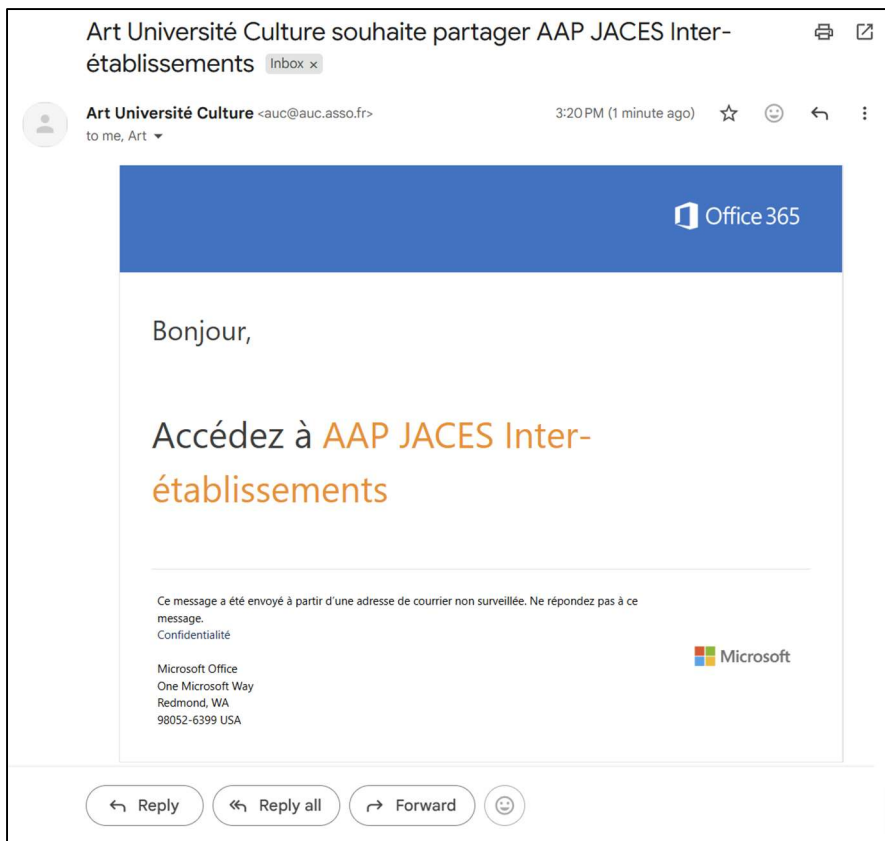 Art Université Culture souhaite partager AAP JACES Inter-
établissements Inbox ×
Art Université Culture <auc@auc.asso.fr> 3:20 PM (1 minute ago)
to me, Art
Office 365
Bonjour,
Accédez à AAP JACES Inter-
établissements
Ce message a été envoyé à partir d'une adresse de courrier non surveillée. Ne répondez pas à ce
message.
Confidentialité
Microsoft
Microsoft Office
One Microsoft Way
Redmond, WA
98052-6399 USA
Reply Reply all Forward